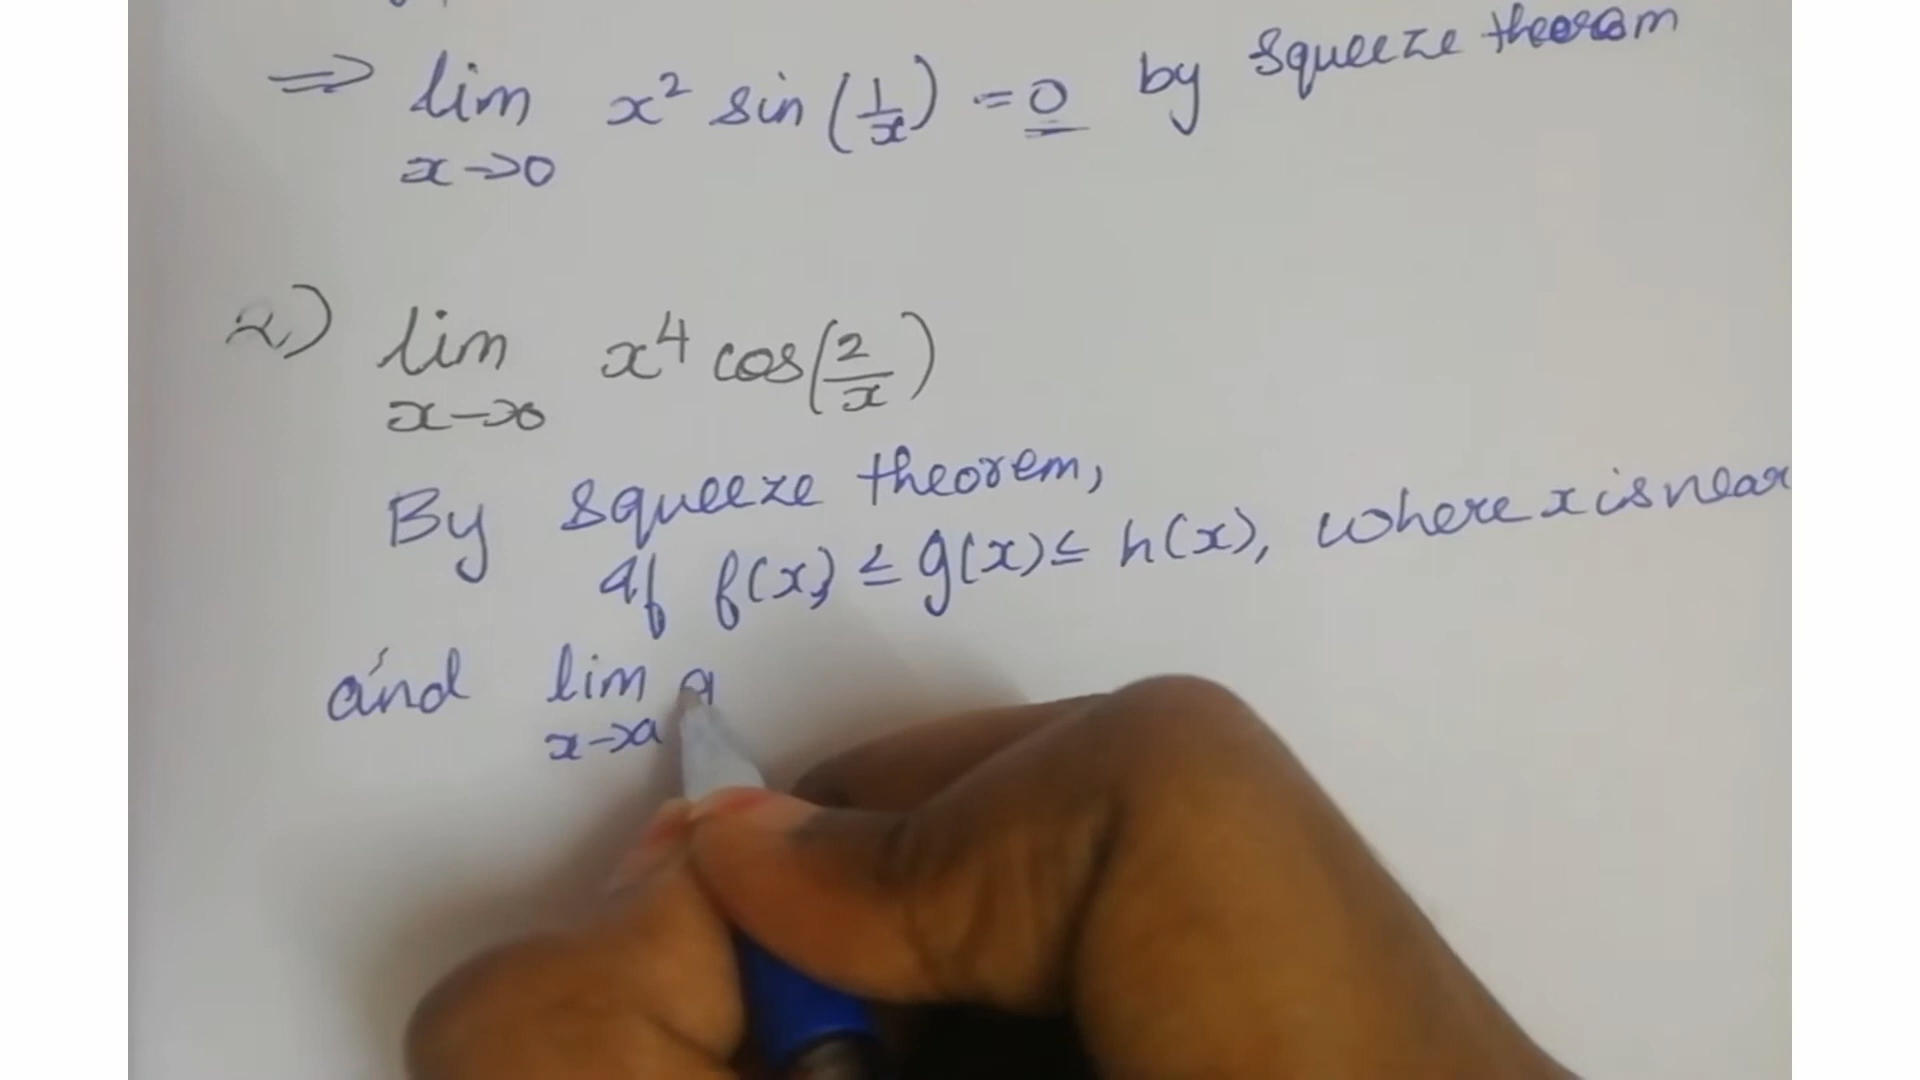 ⇒ lim x² sin(1/x) = 0 by squeeze theorem
x→0
2) lim x⁴ cos(2/x)
x→0
By squeeze theorem,
If f(x) ≤ g(x) ≤ h(x), where x is near
and lim g
x→a